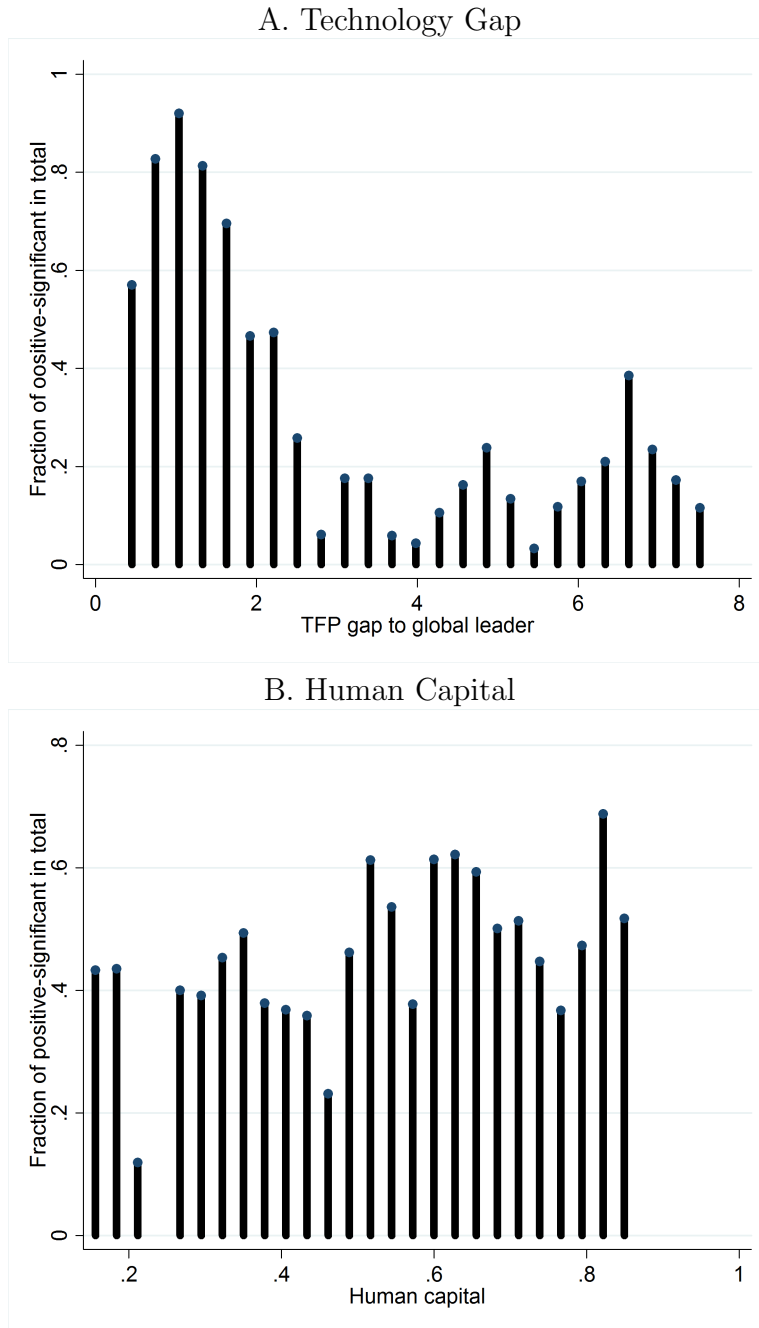 A. Technology Gap
Fraction of oositive-significant in total
1
.8
.6
.4
.2
0
0 2 4 6 8
TFP gap to global leader
B. Human Capital
Fraction of positive-significant in total
.8
.6
.4
.2
0
.2 .4 .6 .8 1
Human capital